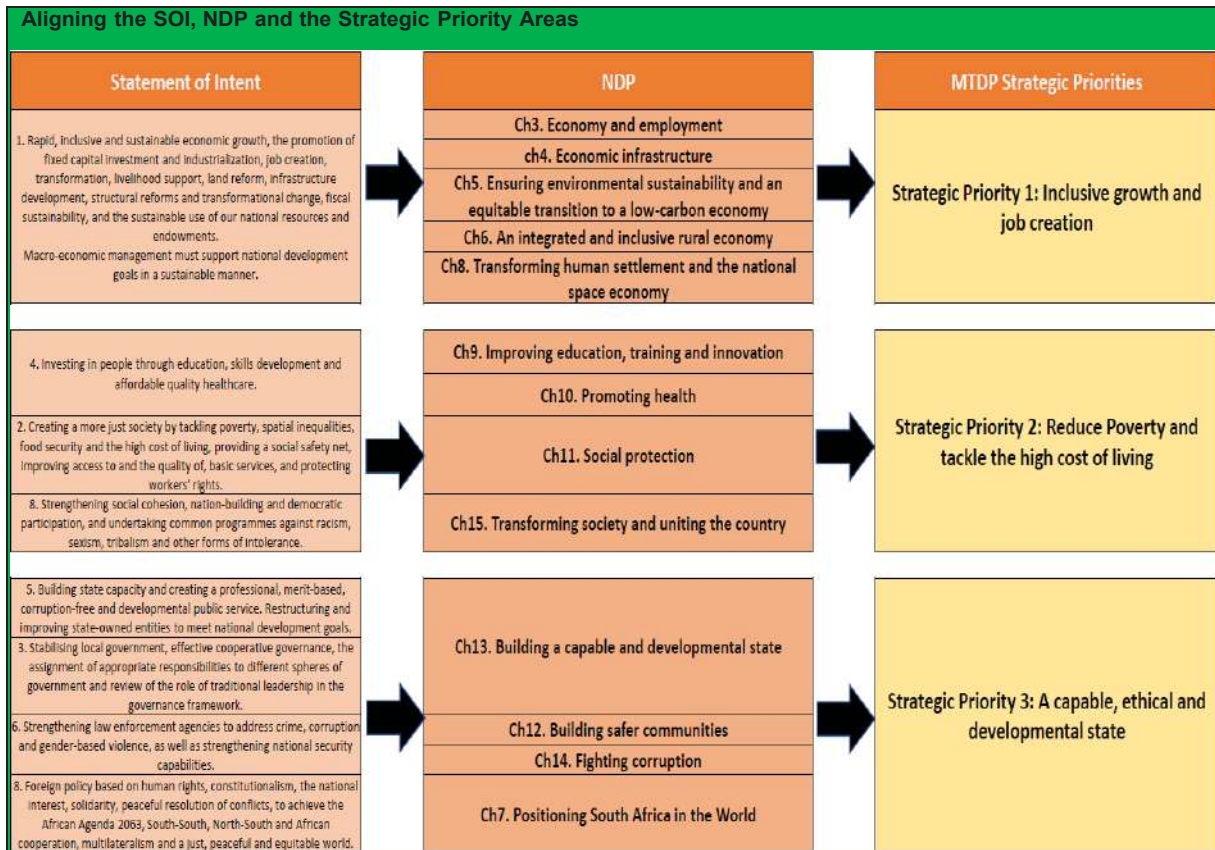 Aligning the SOI, NDP and the Strategic Priority Areas
Statement of Intent
NDP
MTDP Strategic Priorities
1. Rapid, inclusive and sustainable economic growth, the promotion of
fixed capital investment and industrialization, job creation,
transformation, livelihood support, land reform, infrastructure
development, structural reforms and transformational change, fiscal
sustainability, and the sustainable use of our national resources and
endowments.
Macro-economic management must support national development
goals in a sustainable manner.
Ch3. Economy and employment
ch4. Economic infrastructure
Ch5. Ensuring environmental sustainability and an
equitable transition to a low-carbon economy
Ch6. An integrated and inclusive rural economy
Ch8. Transforming human settlement and the national
space economy
Strategic Priority 1: Inclusive growth and
job creation
4. Investing in people through education, skills development and
affordable quality healthcare.
2. Creating a more just society by tackling poverty, spatial inequalities,
food security and the high cost of living, providing a social safety net,
improving access to and the quality of, basic services, and protecting
workers' rights.
8. Strengthening social cohesion, nation-building and democratic
participation, and undertaking common programmes against racism,
sexism, tribalism and other forms of intolerance.
Ch9. Improving education, training and innovation
Ch10. Promoting health
Ch11. Social protection
Ch15. Transforming society and uniting the country
Strategic Priority 2: Reduce Poverty and
tackle the high cost of living
5. Building state capacity and creating a professional, merit-based,
corruption-free and developmental public service. Restructuring and
improving state-owned entities to meet national development goals.
3. Stabilising local government, effective cooperative governance, the
assignment of appropriate responsibilities to different spheres of
government and review of the role of traditional leadership in the
governance framework.
6. Strengthening law enforcement agencies to address crime, corruption
and gender-based violence, as well as strengthening national security
capabilities.
8. Foreign policy based on human rights, constitutionalism, the national
interest, solidarity, peaceful resolution of conflicts, to achieve the
African Agenda 2063, South-South, North-South and African
cooperation, multilateralism and a just, peaceful and equitable world.
Ch13. Building a capable and developmental state
Ch12. Building safer communities
Ch14. Fighting corruption
Ch7. Positioning South Africa in the World
Strategic Priority 3: A capable, ethical and
developmental state